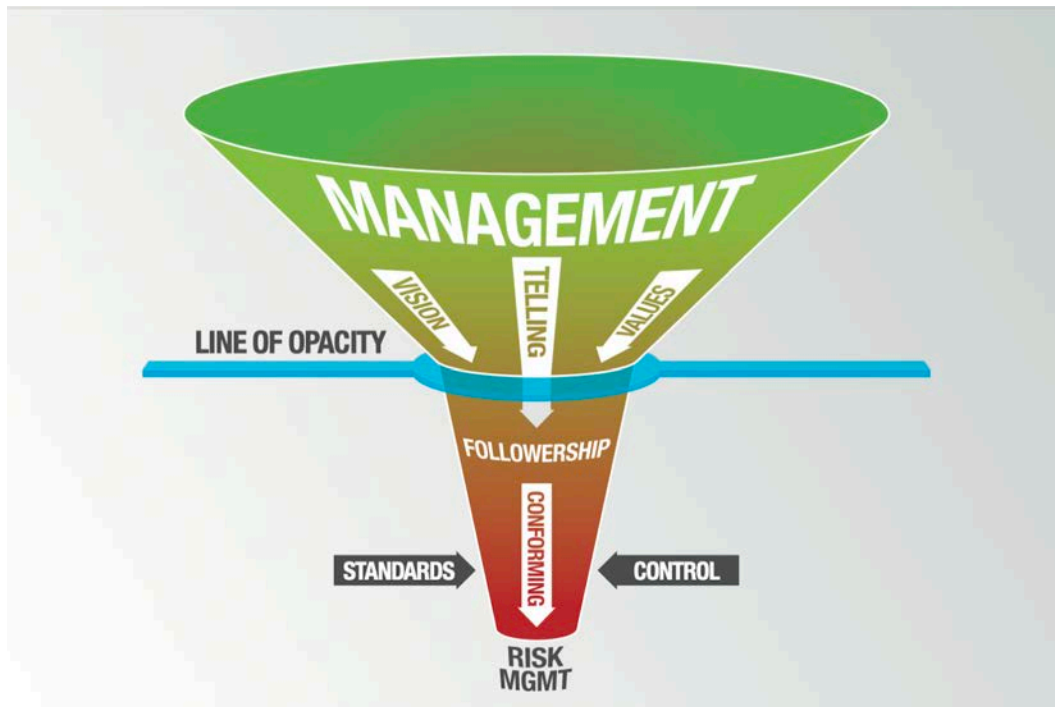 MANAGEMENT
VISION
TELLING
VALUES
LINE OF OPACITY
FOLLOWERSHIP
CONFORMING
STANDARDS
CONTROL
RISK
MGMT